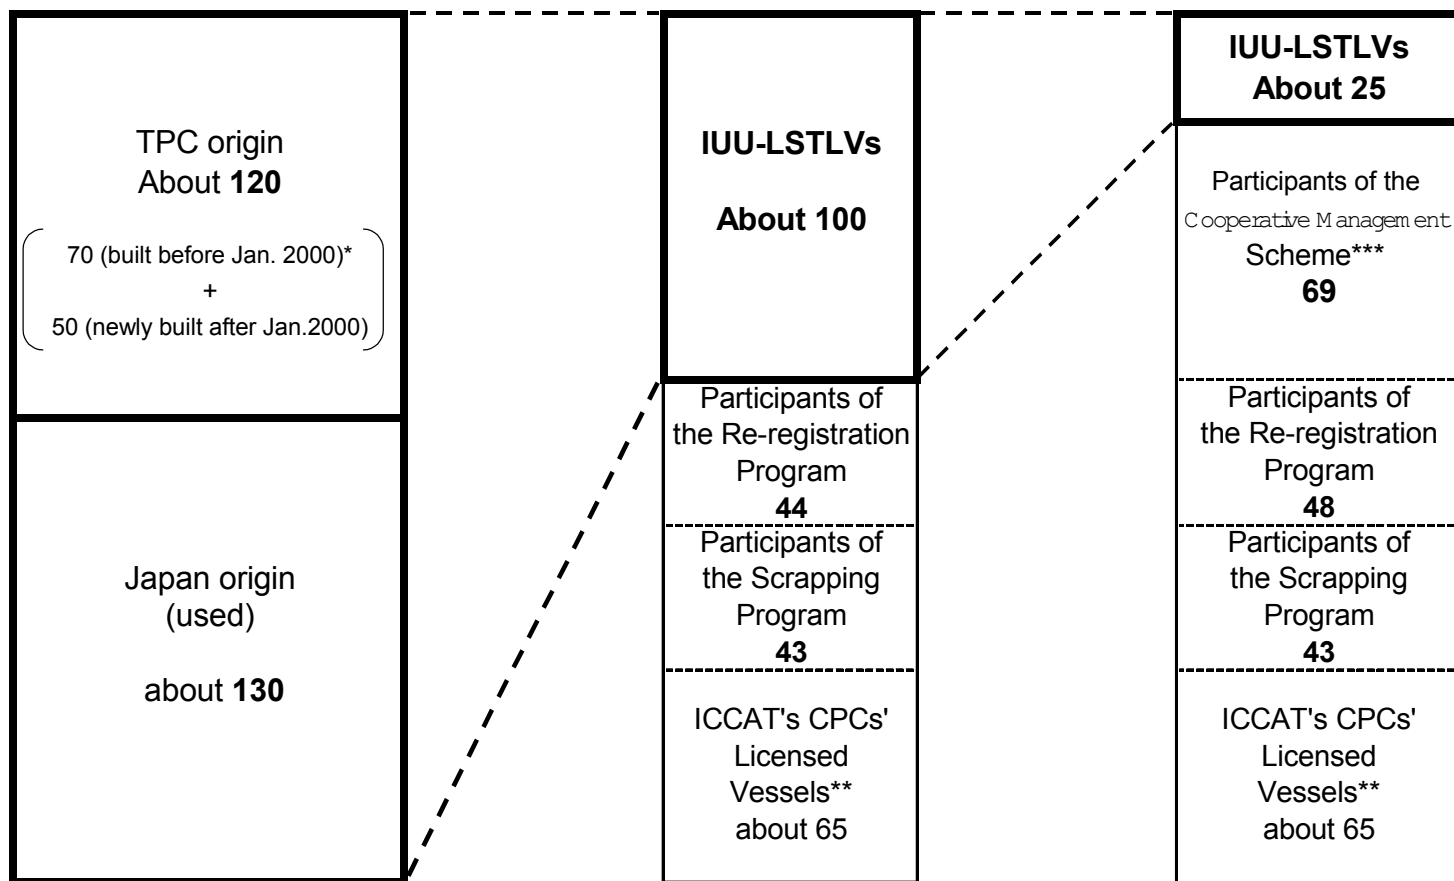 TPC origin
About 120
70 (built before Jan. 2000)*
+
50 (newly built after Jan.2000)
Japan origin
(used)
about 130
IUU-LSTLVs
About 100
Participants of
the Re-registration
Program
44
Participants of
the Scrapping
Program
43
ICCAT's CPCs'
Licensed
Vessels**
about 65
IUU-LSTLVs
About 25
Participants of the
Cooperative Management
Scheme***
69
Participants of
the Re-registration
Program
48
Participants of
the Scrapping
Program
43
ICCAT's CPCs'
Licensed
Vessels**
about 65